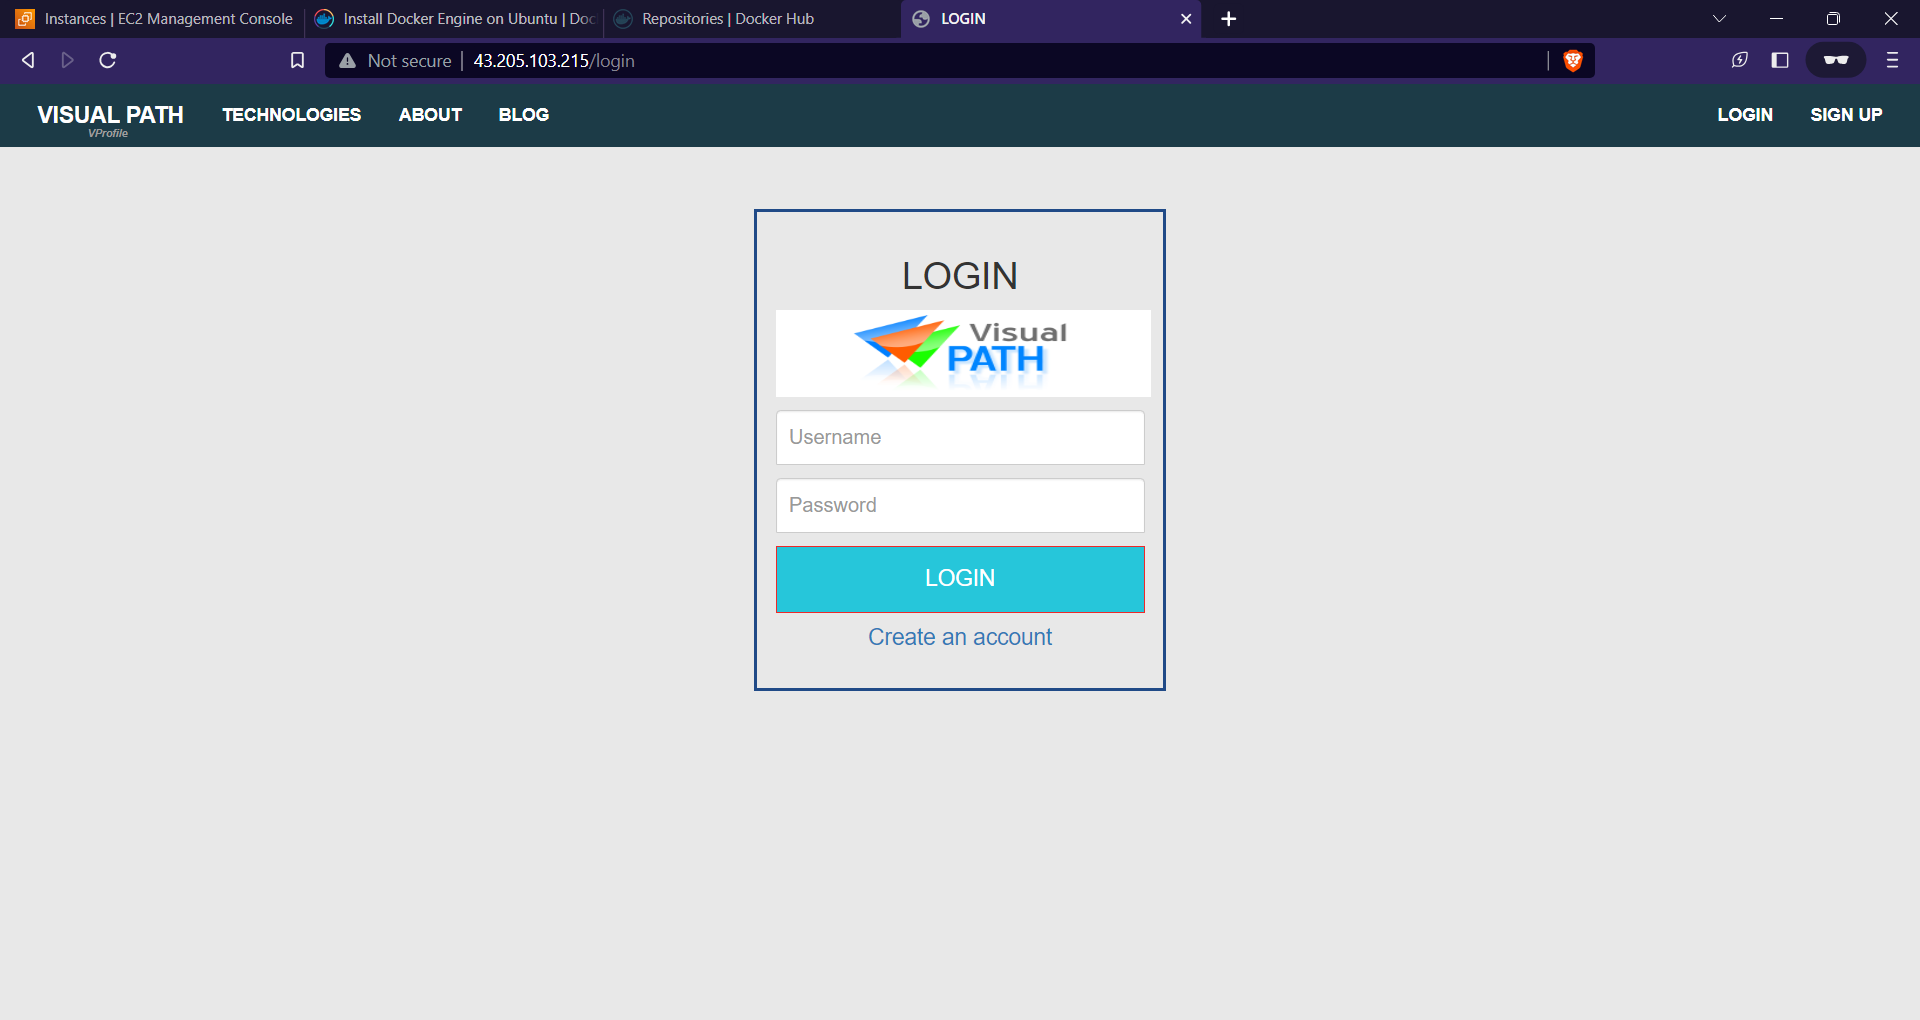 Instances | EC2 Management Console
Install Docker Engine on Ubuntu | Doc
Repositories | Docker Hub
LOGIN
Not secure
43.205.103.215/login
VISUAL PATH
VProfile
TECHNOLOGIES
ABOUT
BLOG
LOGIN
SIGN UP
LOGIN
Visual
PATH
Username
Password
LOGIN
Create an account